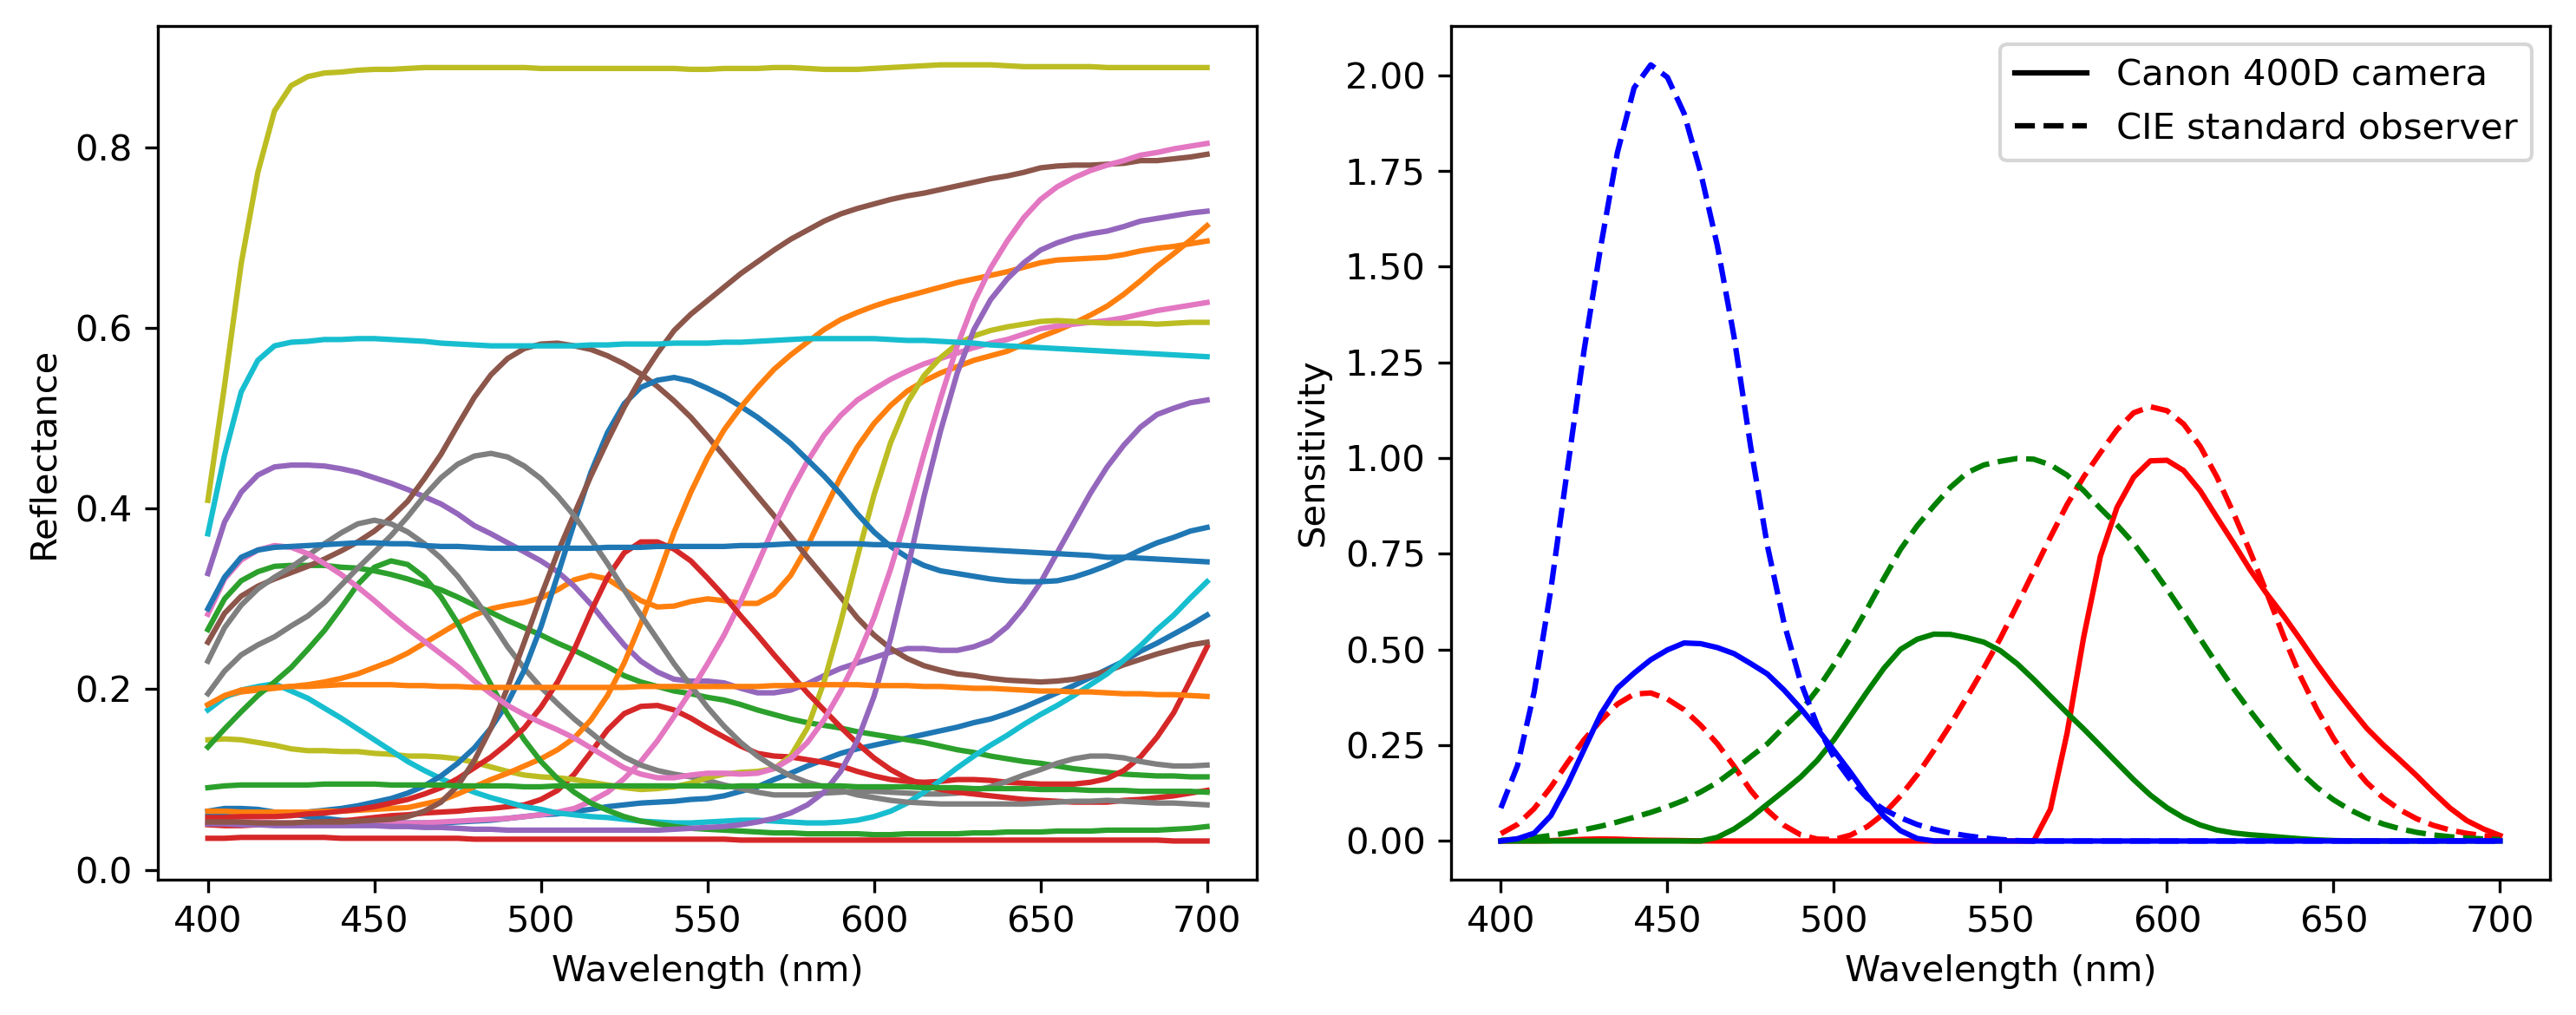 0.8
0.6
0.4
0.2
0.0
Reflectance
400 450 500 550 600 650 700
Wavelength (nm)
2.00
1.75
1.50
1.25
1.00
0.75
0.50
0.25
0.00
Sensitivity
400 450 500 550 600 650 700
Wavelength (nm)
Canon 400D camera
CIE standard observer